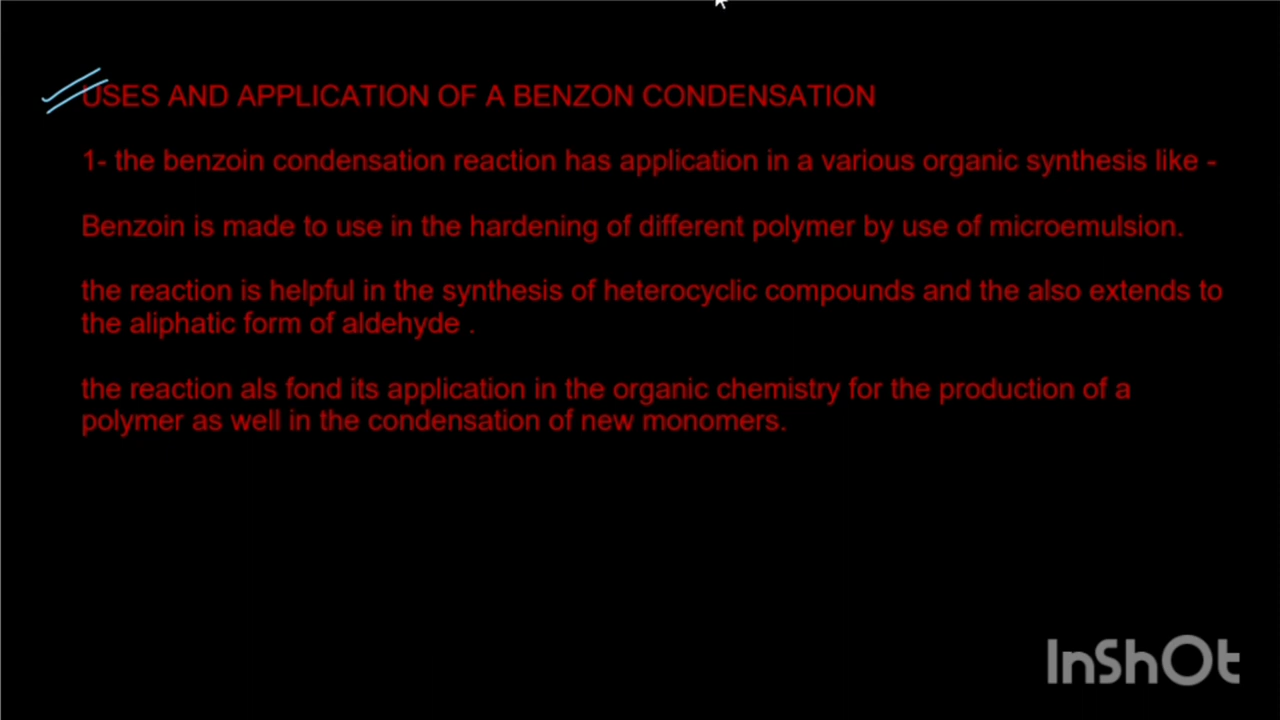 USES AND APPLICATION OF A BENZON CONDENSATION
1- the benzoin condensation reaction has application in a various organic synthesis like -
Benzoin is made to use in the hardening of different polymer by use of microemulsion.
the reaction is helpful in the synthesis of heterocyclic compounds and the also extends to
the aliphatic form of aldehyde .
the reaction als fond its application in the organic chemistry for the production of a
polymer as well in the condensation of new monomers.
InShOt